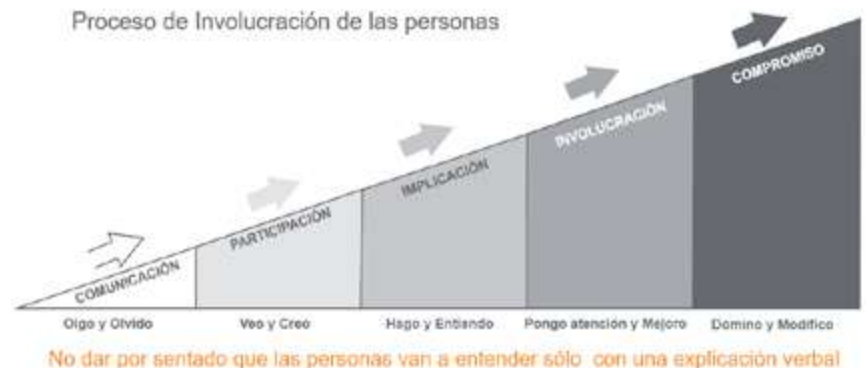 Proceso de Involucración de las personas
COMUNICACIÓN
PARTICIPACIÓN
IMPLICACIÓN
INVOLUCRACIÓN
COMPROMISO
Oigo y Olvido
Veo y Creo
Hago y Entiendo
Pongo atención y Mejoro
Domino y Modifico
No dar por sentado que las personas van a entender sólo con una explicación verbal